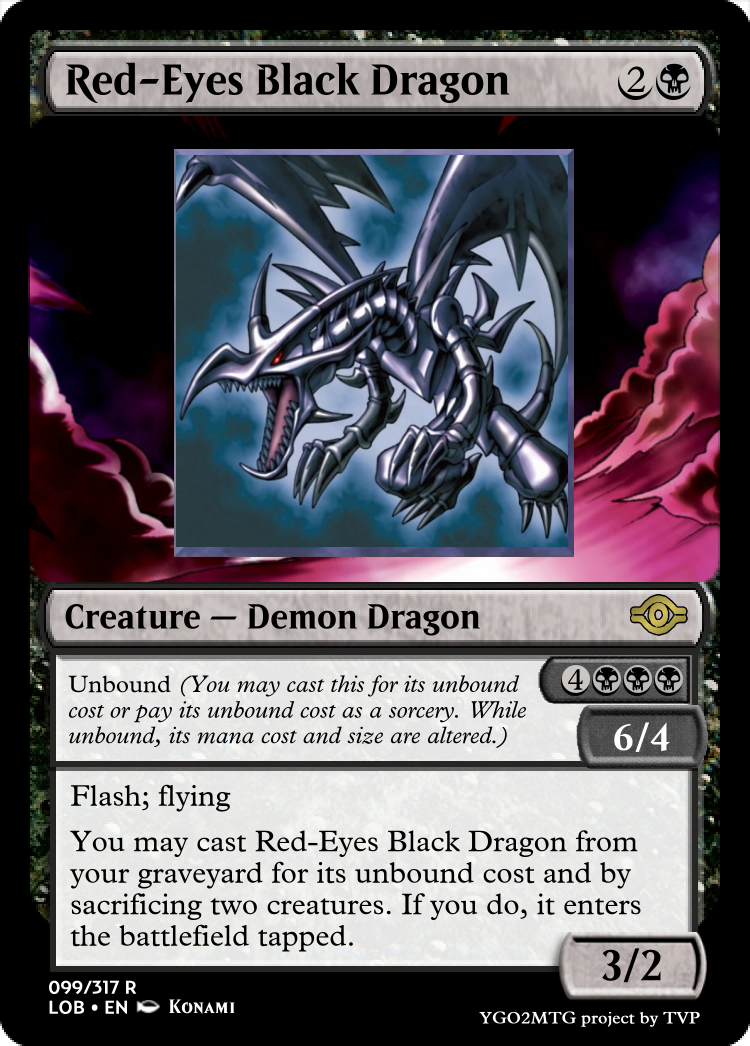 Red-Eyes Black Dragon 2
Creature — Demon Dragon
Unbound (You may cast this for its unbound
cost or pay its unbound cost as a sorcery. While
unbound, its mana cost and size are altered.)
4
6/4
Flash; flying
You may cast Red-Eyes Black Dragon from
your graveyard for its unbound cost and by
sacrificing two creatures. If you do, it enters
the battlefield tapped.
3/2
099/317 R
LOB • EN KONAMI
YGO2MTG project by TVP